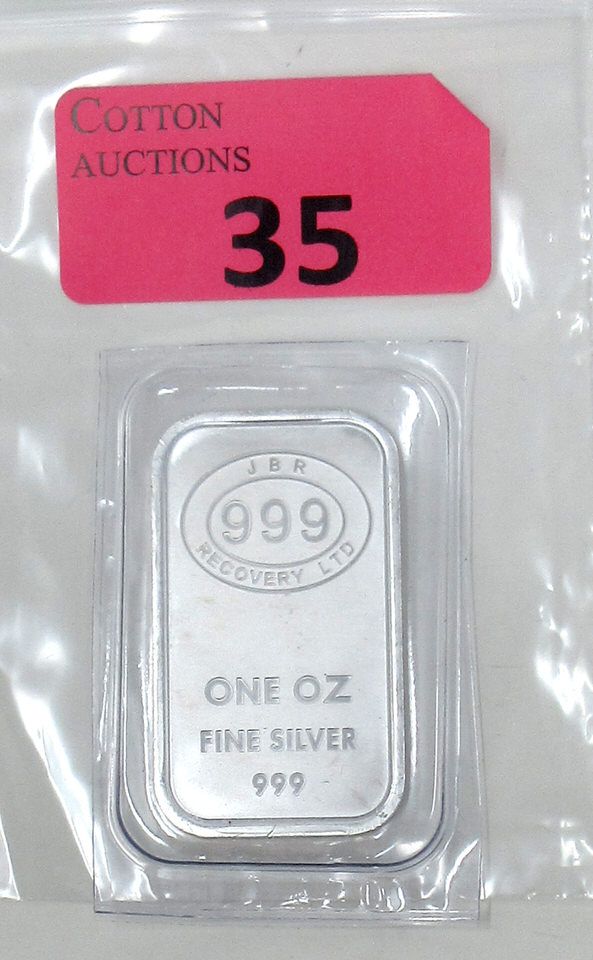 COTTON
AUCTIONS
35
JBR
999
RECOVERY LTD
ONE OZ
FINE SILVER
999